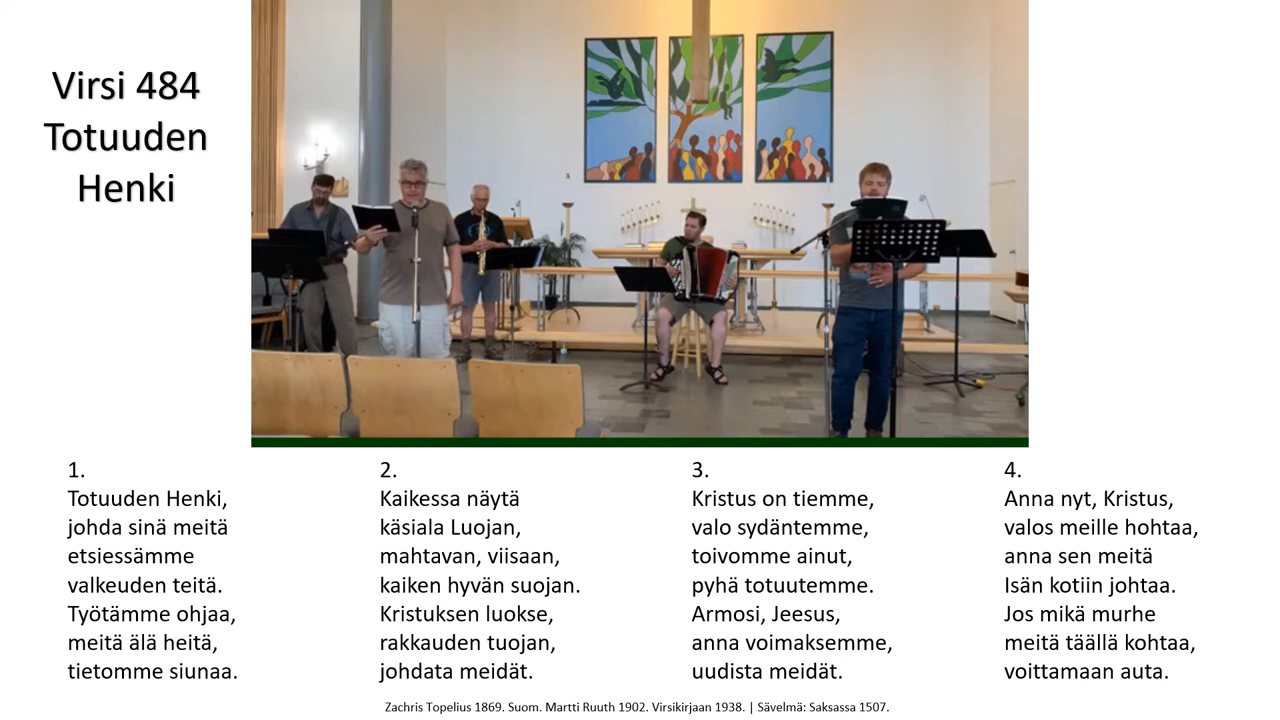 Virsi 484
Totuuden
Henki
1.
Totuuden Henki,
johda sinä meitä
etsiessämme
valkeuden teitä.
Työtämme ohjaa,
meitä älä heitä,
tietomme siunaa.
2.
Kaikessa näytä
käsiala Luojan,
mahtavan, viisaan,
kaiken hyvän suojan.
Kristuksen luokse,
rakkauden tuojan,
johdata meidät.
3.
Kristus on tiemme,
valo sydäntemme,
toivomme ainut,
pyhä totuutemme.
Armosi, Jeesus,
anna voimaksemme,
uudista meidät.
4.
Anna nyt, Kristus,
valos meille hohtaa,
anna sen meitä
Isän kotiin johtaa.
Jos mikä murhe
meitä täällä kohtaa,
voittamaan auta.
Zachris Topelius 1869. Suom. Martti Ruuth 1902. Virsikirjaan 1938. | Sävelmä: Saksassa 1507.